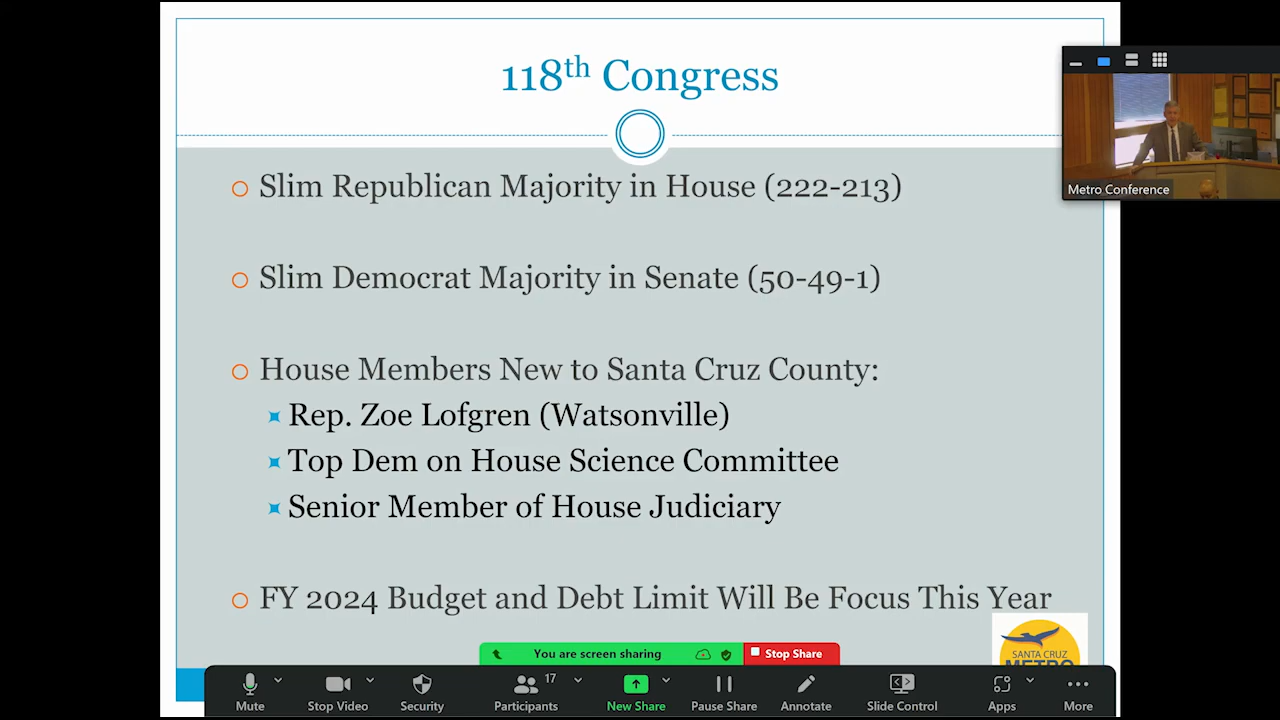 118th Congress
Slim Republican Majority in House (222-213)
Slim Democrat Majority in Senate (50-49-1)
House Members New to Santa Cruz County:
Rep. Zoe Lofgren (Watsonville)
Top Dem on House Science Committee
Senior Member of House Judiciary
FY 2024 Budget and Debt Limit Will Be Focus This Year
Metro Conference
SANTA CRUZ
METRO
You are screen sharing
Stop Share
Mute
Stop Video
Security
17
Participants
New Share
Pause Share
Annotate
Slide Control
Apps
More